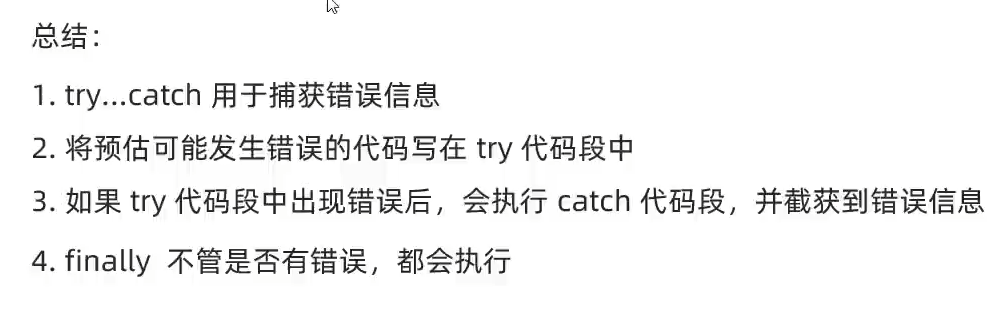 总结：
1. try...catch 用于捕获错误信息
2. 将预估可能发生错误的代码写在 try 代码段中
3. 如果 try 代码段中出现错误后，会执行 catch 代码段，并截获到错误信息
4. finally 不管是否有错误，都会执行